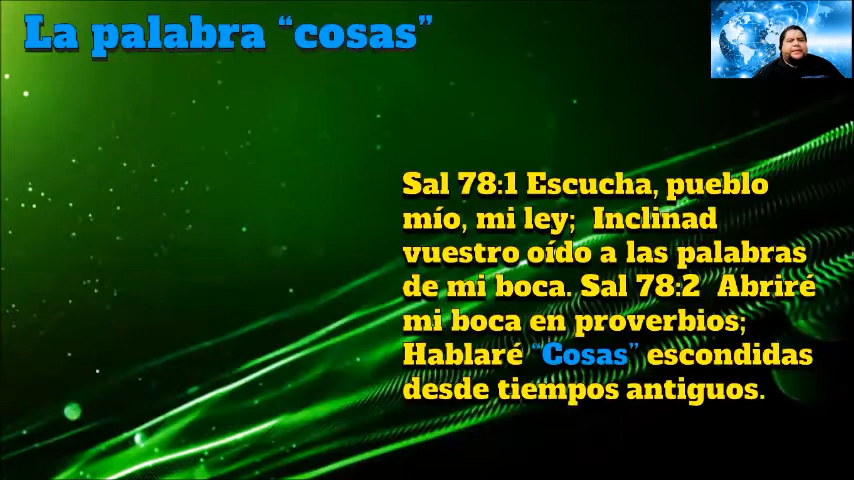 La palabra “cosas”
Sal 78:1 Escucha, pueblo
mío, mi ley;  Inclinad
vuestro oído a las palabras
de mi boca. Sal 78:2  Abriré
mi boca en proverbios;
Hablaré “Cosas” escondidas
desde tiempos antiguos.